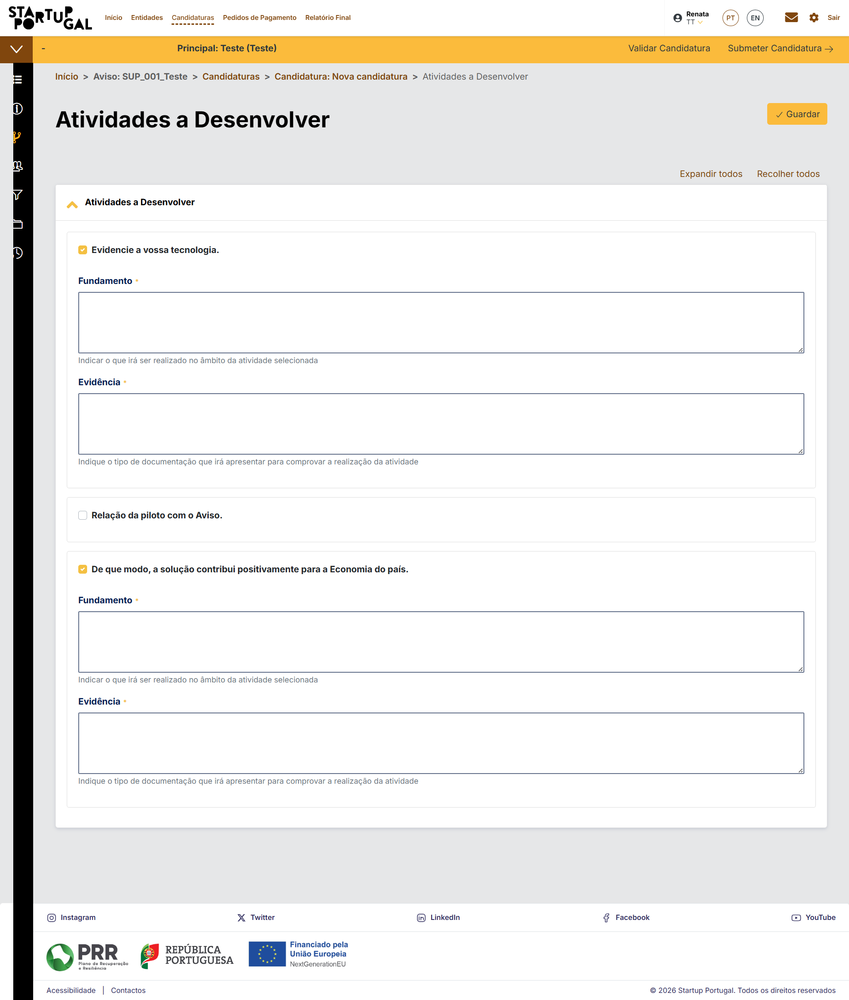 STARTUP PORTUGAL
Início Entidades Candidaturas Pedidos de Pagamento Relatório Final
Renata
TT
PT EN
Sair
- Principal: Teste (Teste) Validar Candidatura Submeter Candidatura →
Início > Aviso: SUP_001_Teste > Candidaturas > Candidatura: Nova candidatura > Atividades a Desenvolver
Atividades a Desenvolver
Guardar
Expandir todos Recolher todos
Atividades a Desenvolver
Evidencie a vossa tecnologia.
Fundamento *
Indicar o que irá ser realizado no âmbito da atividade selecionada
Evidência *
Indique o tipo de documentação que irá apresentar para comprovar a realização da atividade
Relação da piloto com o Aviso.
De que modo, a solução contribui positivamente para a Economia do país.
Fundamento *
Indicar o que irá ser realizado no âmbito da atividade selecionada
Evidência *
Indique o tipo de documentação que irá apresentar para comprovar a realização da atividade
Instagram Twitter LinkedIn Facebook YouTube
PRR
Plano de Recuperação
e Resiliência
REPÚBLICA
PORTUGUESA
Financiado pela
União Europeia
NextGenerationEU
Acessibilidade | Contactos
© 2026 Startup Portugal. Todos os direitos reservados